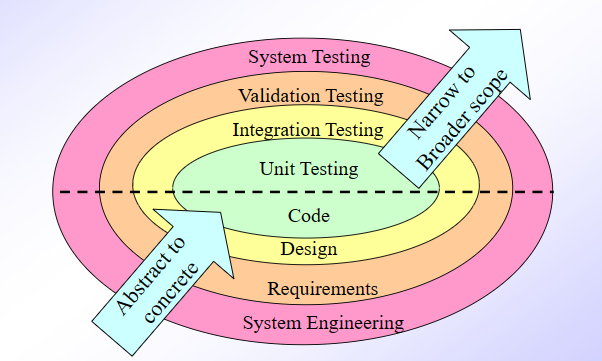 System Testing
Validation Testing
Integration Testing
Unit Testing
Narrow to
Broader scope
Code
Design
Requirements
System Engineering
Abstract to
concrete